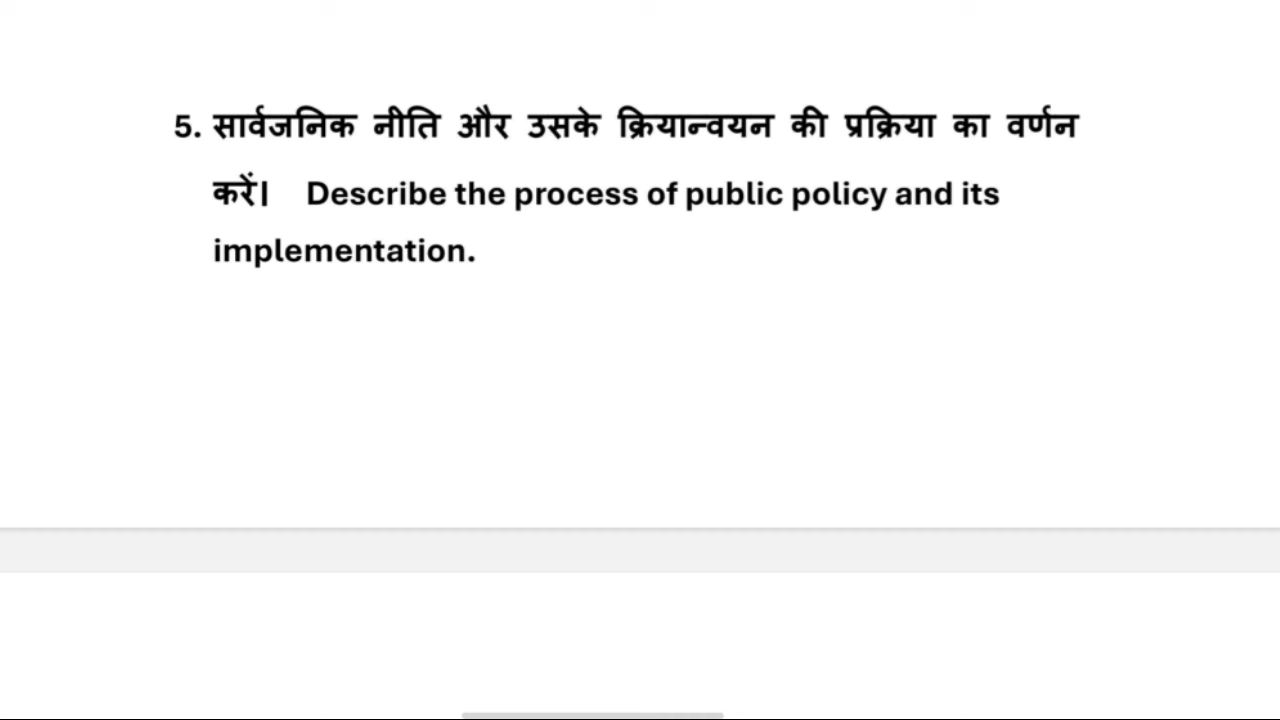 5. सार्वजनिक नीति और उसके क्रियान्वयन की प्रक्रिया का वर्णन
करें। Describe the process of public policy and its
implementation.